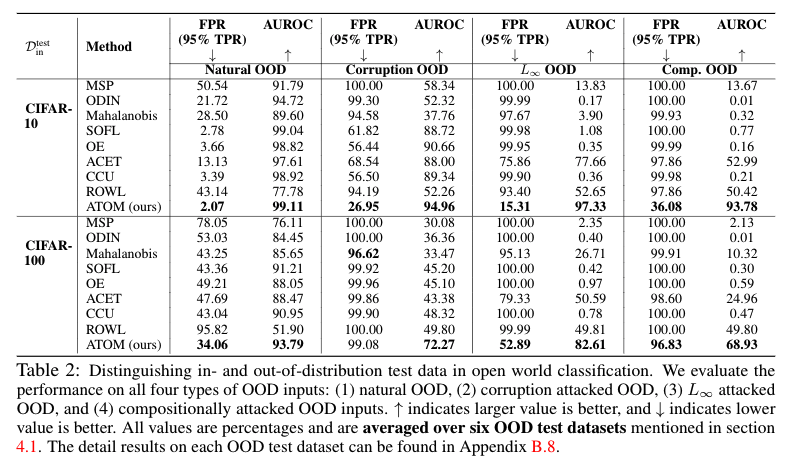 FPR AUROC FPR AUROC FPR AUROC FPR AUROC
D_in^test Method (95% TPR) (95% TPR) (95% TPR) (95% TPR)
↓ ↑ ↓ ↑ ↓ ↑ ↓ ↑
Natural OOD Corruption OOD L∞ OOD Comp. OOD
CIFAR-10 MSP 50.54 91.79 100.00 58.34 100.00 13.83 100.00 13.67
ODIN 21.72 94.72 99.30 52.32 99.99 0.17 100.00 0.01
Mahalanobis 28.50 89.60 94.58 37.76 97.67 3.90 99.93 0.32
SOFL 2.78 99.04 61.82 88.72 99.98 1.08 100.00 0.77
OE 3.66 98.82 56.44 90.66 99.95 0.35 99.99 0.16
ACET 13.13 97.61 68.54 88.00 75.86 77.66 97.86 52.99
CCU 3.39 98.92 56.50 89.34 99.90 0.36 99.98 0.21
ROWL 43.14 77.78 94.19 52.26 93.40 52.65 97.86 50.42
ATOM (ours) 2.07 99.11 26.95 94.96 15.31 97.33 36.08 93.78
CIFAR-100 MSP 78.05 76.11 100.00 30.08 100.00 2.35 100.00 2.13
ODIN 53.03 84.45 100.00 36.36 100.00 0.40 100.00 0.01
Mahalanobis 43.25 85.65 96.62 33.47 95.13 26.71 99.91 10.32
SOFL 43.36 91.21 99.92 45.20 100.00 0.42 100.00 0.30
OE 49.21 88.05 99.96 45.10 100.00 0.97 100.00 0.59
ACET 47.69 88.47 99.86 43.38 79.33 50.59 98.60 24.96
CCU 43.04 90.95 99.90 48.32 100.00 0.78 100.00 0.47
ROWL 95.82 51.90 100.00 49.80 99.99 49.81 100.00 49.80
ATOM (ours) 34.06 93.79 99.08 72.27 52.89 82.61 96.83 68.93
Table 2: Distinguishing in- and out-of-distribution test data in open world classification. We evaluate the
performance on all four types of OOD inputs: (1) natural OOD, (2) corruption attacked OOD, (3) L∞ attacked
OOD, and (4) compositionally attacked OOD inputs. ↑ indicates larger value is better, and ↓ indicates lower
value is better. All values are percentages and are averaged over six OOD test datasets mentioned in section
4.1. The detail results on each OOD test dataset can be found in Appendix B.8.